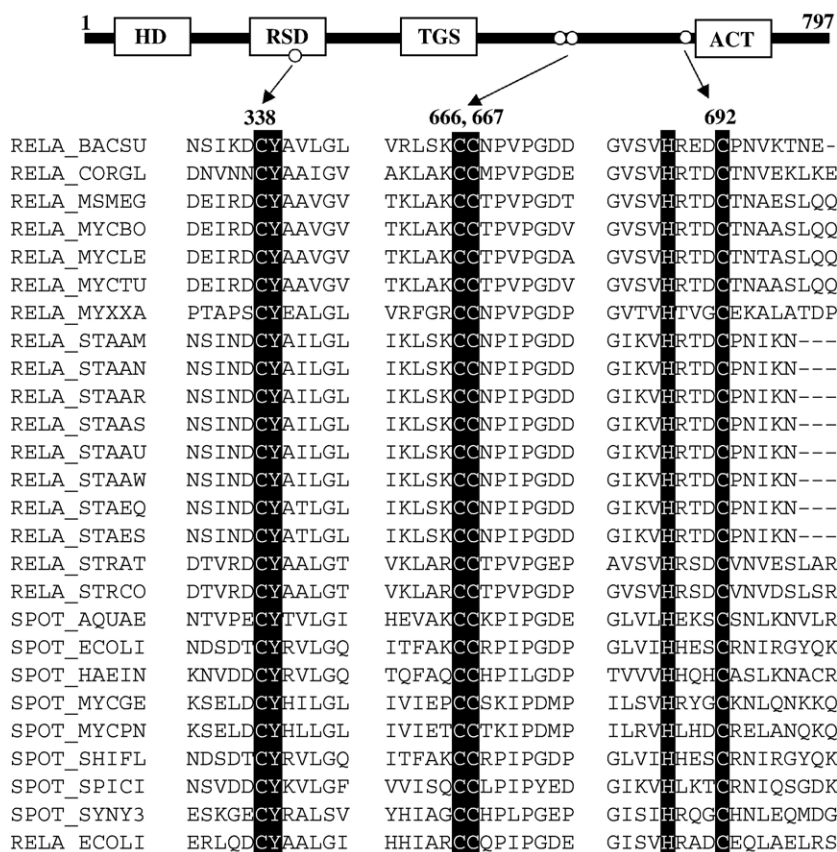 1 797
HD RSD TGS ACT
338 666, 667 692
RELA_BACSU NSIKDCYAVLGL VRLSKCCNPVPGDD GVSVHREDCPNVKTNE-
RELA_CORGL DNVNNCYAAIGV AKLAKCCMPVPGDE GVSVHRTDCTNVEKLKE
RELA_MSMEG DEIRDCYAAVGV TKLSKCCTPVPGDT GVSVHRTDCTNAESLQQ
RELA_MYCBO DEIRDCYAAVGV TKLAKCCTPVPGDV GVSVHRTDCTNAASLQQ
RELA_MYCLE DEIRDCYAAVGV TKLAKCCTPVPGDA GVSVHRTDCTNTASLQQ
RELA_MYCTU DEIRDCYAAVGV TKLAKCCTPVPGDV GVSVHRTDCTNAASLQQ
RELA_MYXXA PTAPSCYEALGL VRFGRCCNPVPGDP GVTVHTVGCEKALATDP
RELA_STAAM NSINDCYAILGL IKLSKCCNPIPGDD GIKVHRTDCPNIKN---
RELA_STAAN NSINDCYAILGL IKLSKCCNPIPGDD GIKVHRTDCPNIKN---
RELA_STAAR NSINDCYAILGL IKLSKCCNPIPGDD GIKVHRTDCPNIKN---
RELA_STAAS NSINDCYAILGL IKLSKCCNPIPGDD GIKVHRTDCPNIKN---
RELA_STAAU NSINDCYAILGL IKLSKCCNPIPGDD GIKVHRTDCPNIKN---
RELA_STAAW NSINDCYAILGL IKLSKCCNPIPGDD GIKVHRTDCPNIKN---
RELA_STAEQ NSINDCYATLGL IKLSKCCNPIPGDD GIKVHRTDCPNIKN---
RELA_STAES NSINDCYATLGL IKLSKCCNPIPGDD GIKVHRTDCPNIKN---
RELA_STRAT DTVRDCYAALGT VKLARCCTPVPGEP AVSVHRSDCVNVESLAR
RELA_STRCO DTVRDCYAALGT VKLARCCTPVPGDP GVSVHRSDCVNVDSLSR
SPOT_AQUAE NTVPECYTVLGI HEVAKCCKPIPGDE GLVLHEKSCSNLKNVLR
SPOT_ECOLI NDSDTCYRVLGQ ITFAKCCRPIPGDP GLVIHHESCRNIRGYQK
SPOT_HAEIN KNVDDCYRVLGQ TQFAQCCHPILGDP TVVVHHQHCASLKNACR
SPOT_MYCGE KSELDCYHILGL IVIEPCCSKIPDMP ILSVHRYGCKNLQNKKQ
SPOT_MYCPN KSELDCYHLLGL IVIETCCTKIPDMP ILRVHLHDCRELANQKQ
SPOT_SHIFL NDSDTCYRVLGQ ITFAKCCRPIPGDP GLVIHHESCRNIRGYQK
SPOT_SPICI NSVDDCYKVLGF VVISQCCLPIPYED GIKVHLKTCRNIQSGDK
SPOT_SYNY3 ESKGECYRALSV YHIAGCCHPLPGEP GISIHRQGCHNLEQMDG
RELA_ECOLI ERLQDCYAALGI HHIARCCQPIPGDE GISVHRADCEQLAELRS